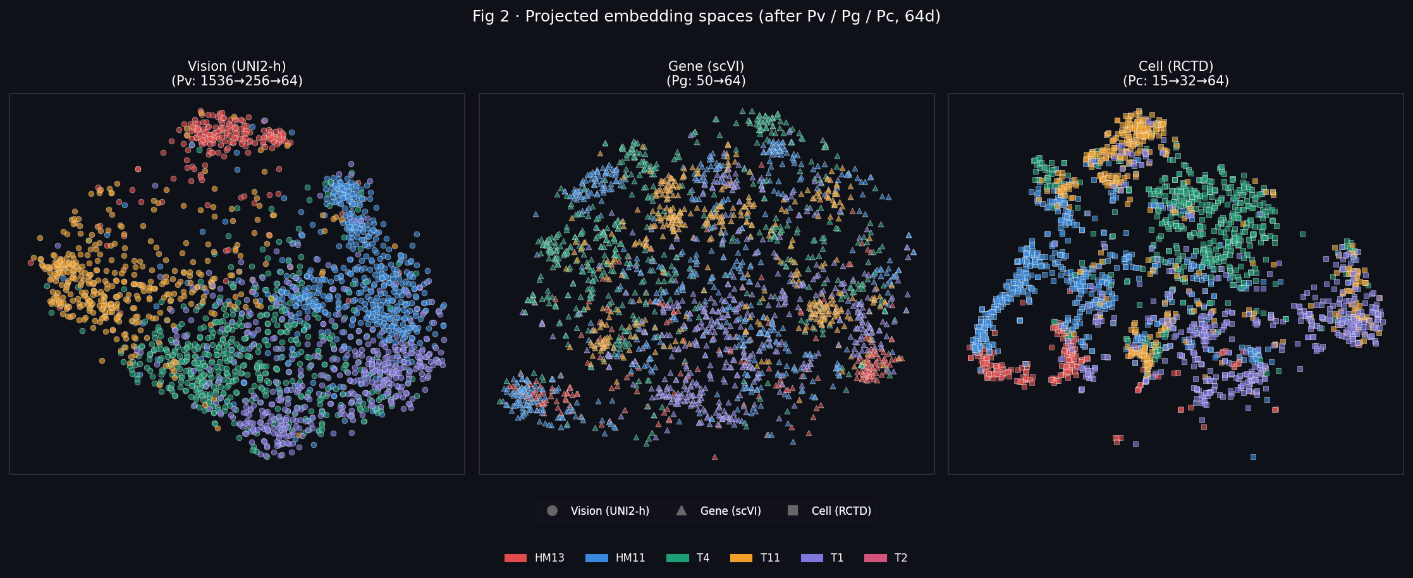 Fig 2 · Projected embedding spaces (after Pv / Pg / Pc, 64d)
Vision (UNI2-h)
(Pv: 1536→256→64)
Gene (scVI)
(Pg: 50→64)
Cell (RCTD)
(Pc: 15→32→64)
Vision (UNI2-h) Gene (scVI) Cell (RCTD)
HM13 HM11 T4 T11 T1 T2